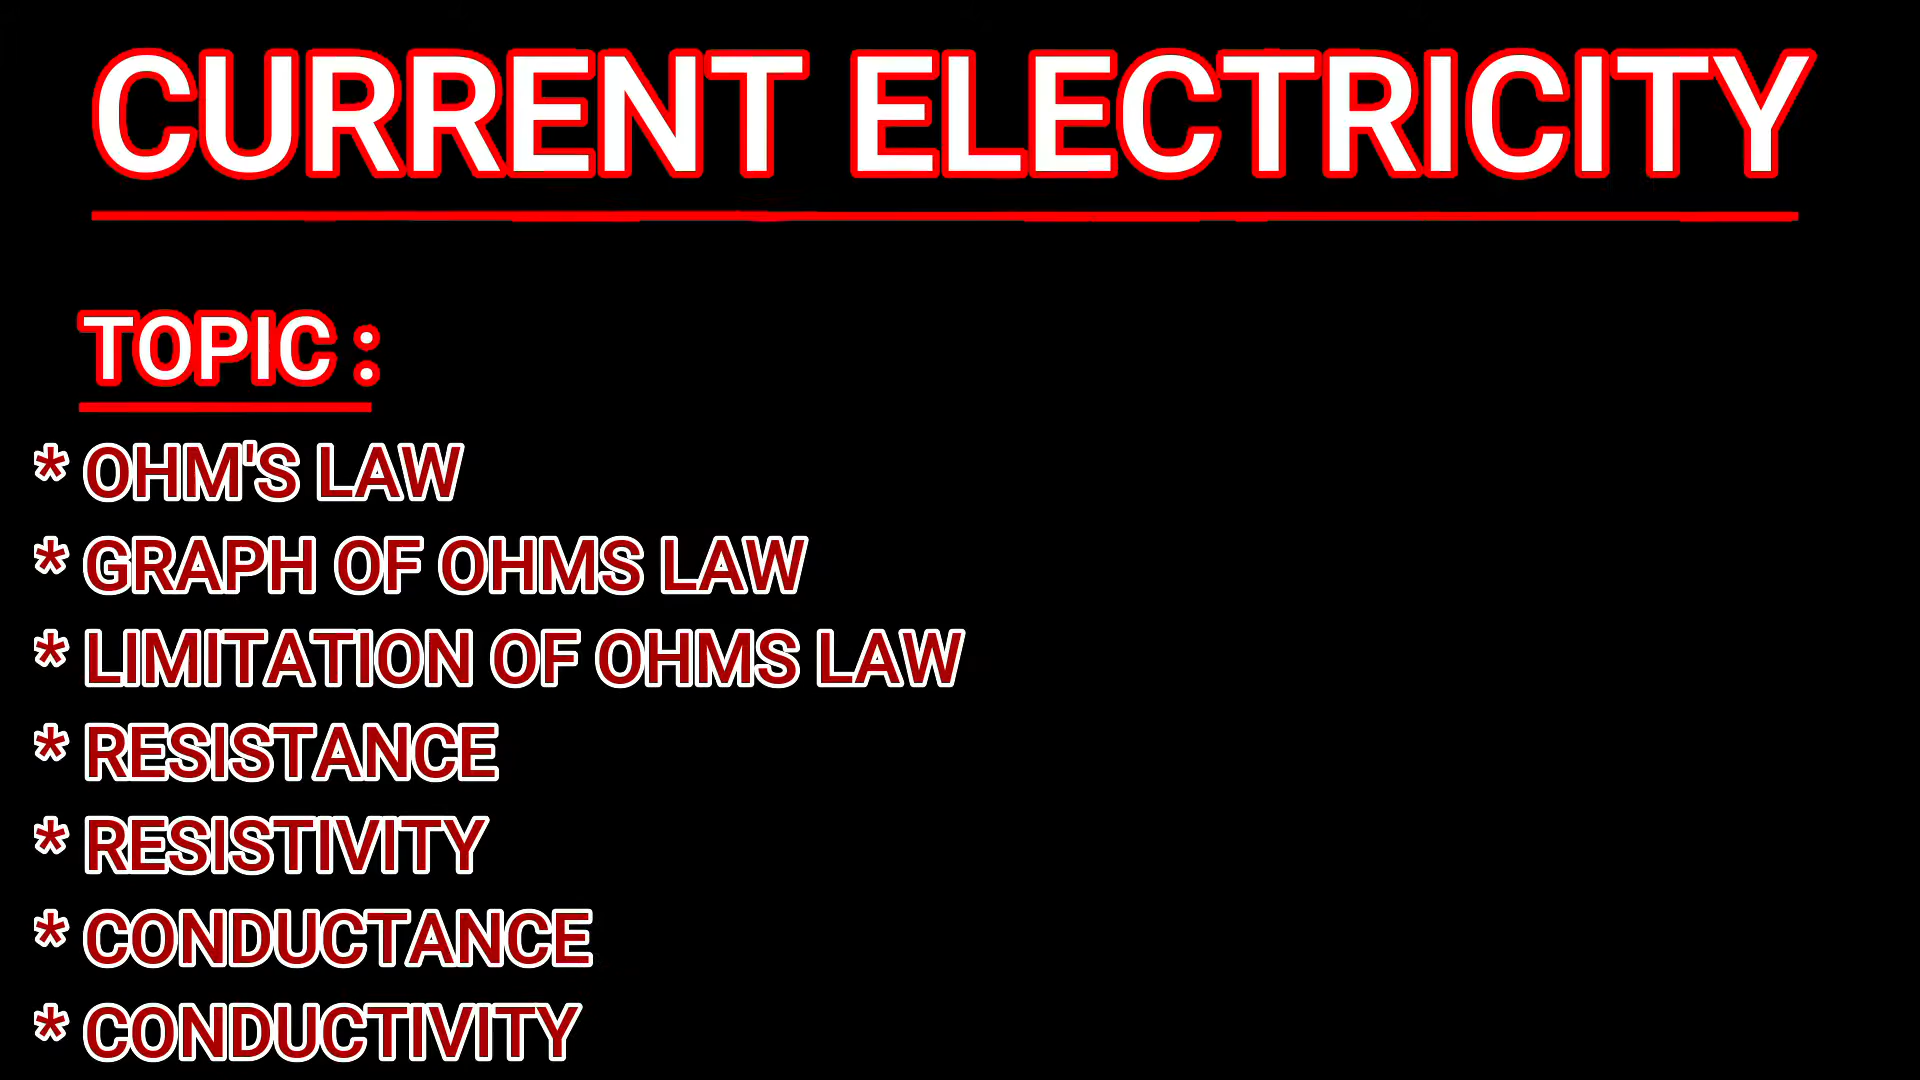 CURRENT ELECTRICITY
TOPIC :
* OHM'S LAW
* GRAPH OF OHMS LAW
* LIMITATION OF OHMS LAW
* RESISTANCE
* RESISTIVITY
* CONDUCTANCE
* CONDUCTIVITY